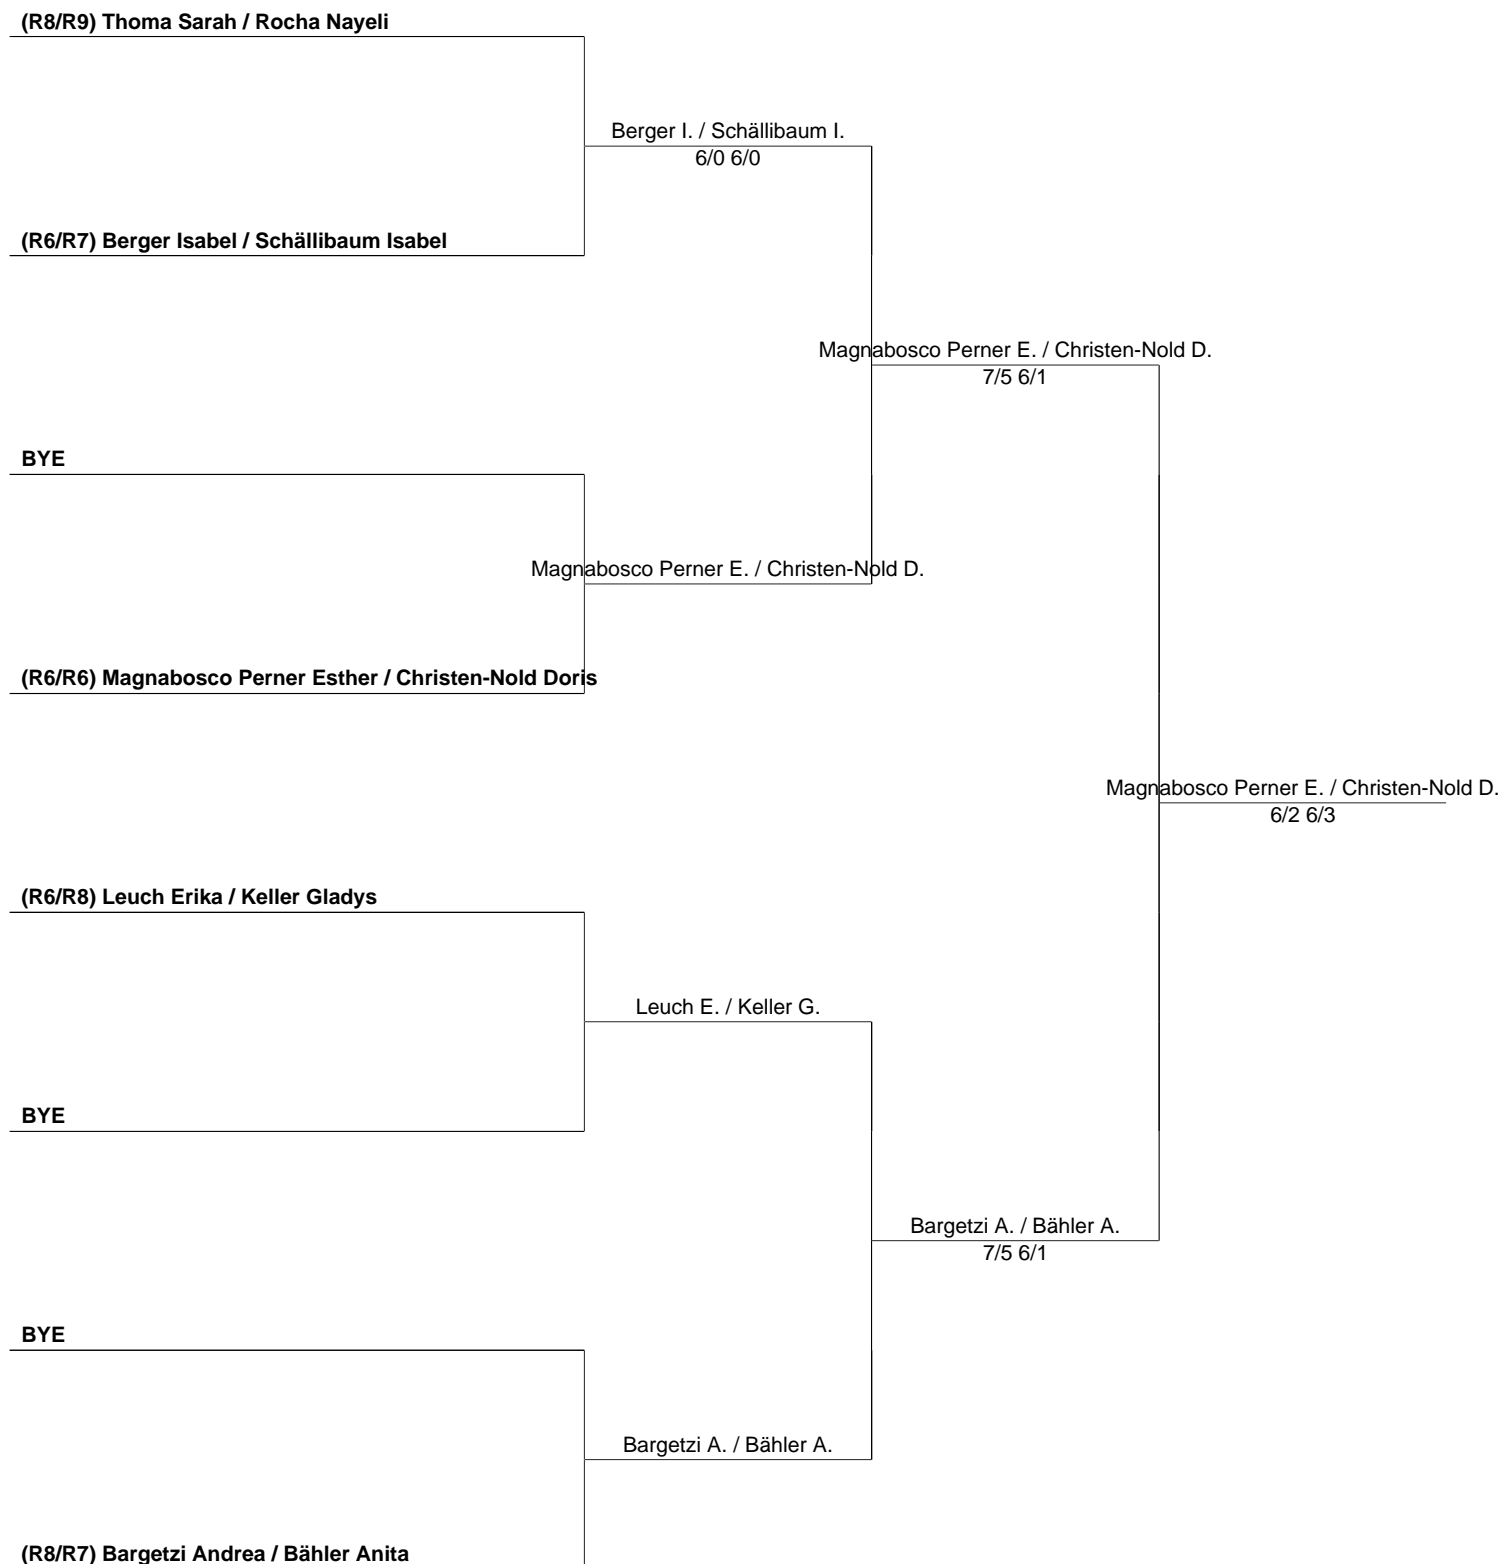 (R8/R9) Thoma Sarah / Rocha Nayeli
Berger I. / Schällibaum I.
6/0 6/0
(R6/R7) Berger Isabel / Schällibaum Isabel
Magnabosco Perner E. / Christen-Nold D.
7/5 6/1
BYE
Magnabosco Perner E. / Christen-Nold D.
(R6/R6) Magnabosco Perner Esther / Christen-Nold Doris
Magnabosco Perner E. / Christen-Nold D.
6/2 6/3
(R6/R8) Leuch Erika / Keller Gladys
Leuch E. / Keller G.
BYE
Bargetzi A. / Bähler A.
7/5 6/1
BYE
Bargetzi A. / Bähler A.
(R8/R7) Bargetzi Andrea / Bähler Anita